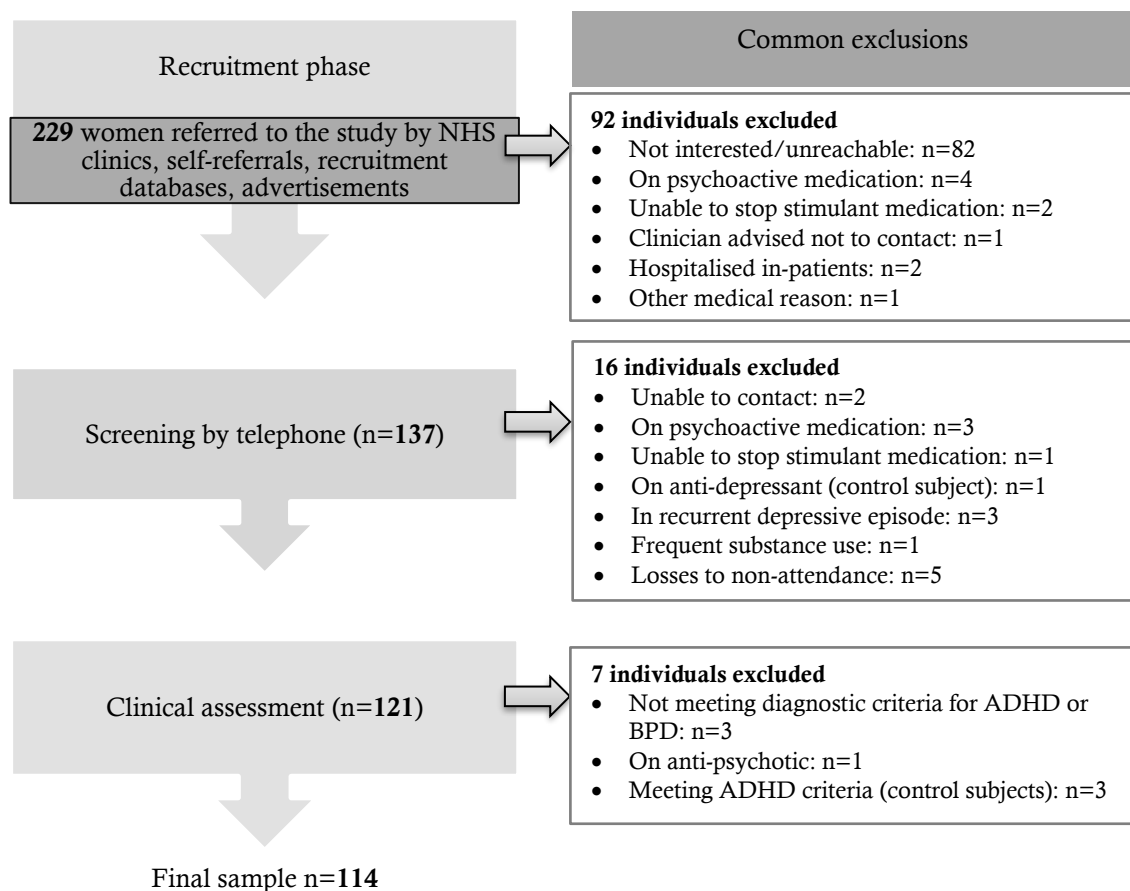 Recruitment phase
229 women referred to the study by NHS
clinics, self-referrals, recruitment
databases, advertisements
Common exclusions
92 individuals excluded
• Not interested/unreachable: n=82
• On psychoactive medication: n=4
• Unable to stop stimulant medication: n=2
• Clinician advised not to contact: n=1
• Hospitalised in-patients: n=2
• Other medical reason: n=1
Screening by telephone (n=137)
16 individuals excluded
• Unable to contact: n=2
• On psychoactive medication: n=3
• Unable to stop stimulant medication: n=1
• On anti-depressant (control subject): n=1
• In recurrent depressive episode: n=3
• Frequent substance use: n=1
• Losses to non-attendance: n=5
Clinical assessment (n=121)
7 individuals excluded
• Not meeting diagnostic criteria for ADHD or
BPD: n=3
• On anti-psychotic: n=1
• Meeting ADHD criteria (control subjects): n=3
Final sample n=114